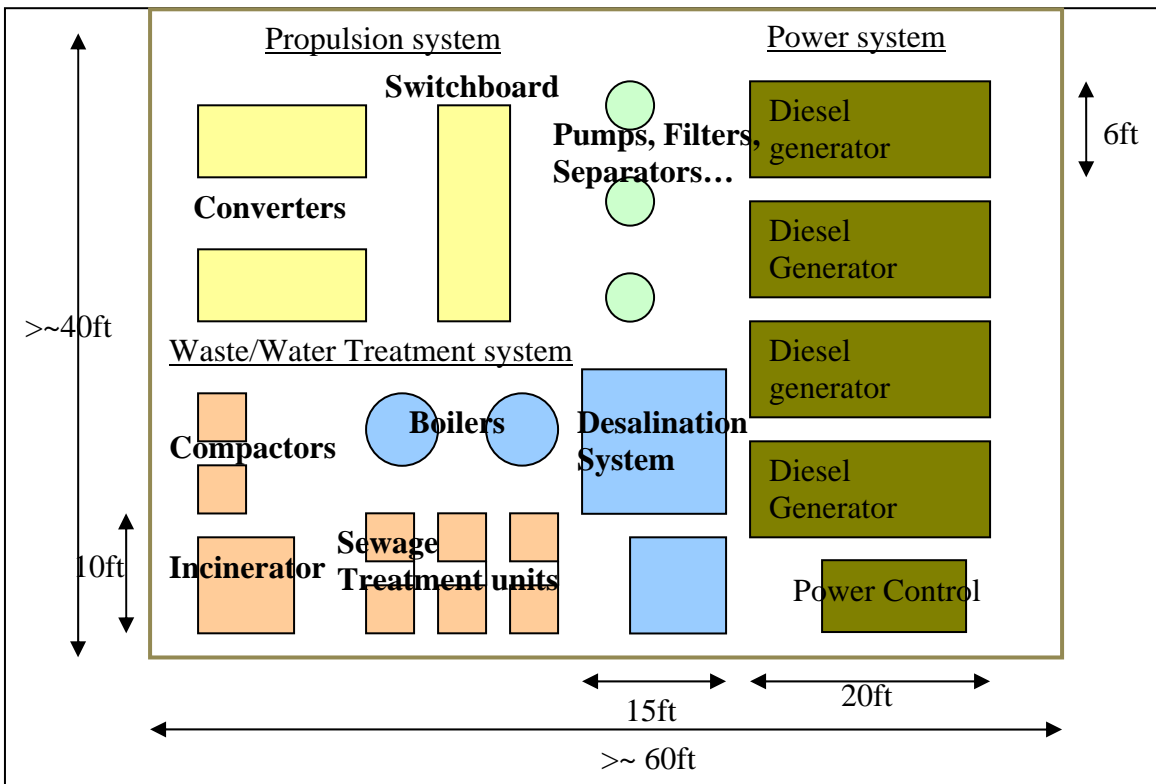 Propulsion system
Power system
Switchboard
Pumps, Filters,
Separators…
Converters
Diesel
generator
6ft
Diesel
Generator
>~40ft
Waste/Water Treatment system
Diesel
generator
Compactors
Boilers
Desalination
System
Diesel
Generator
10ft
Incinerator
Sewage
Treatment units
Power Control
15ft
20ft
>~ 60ft